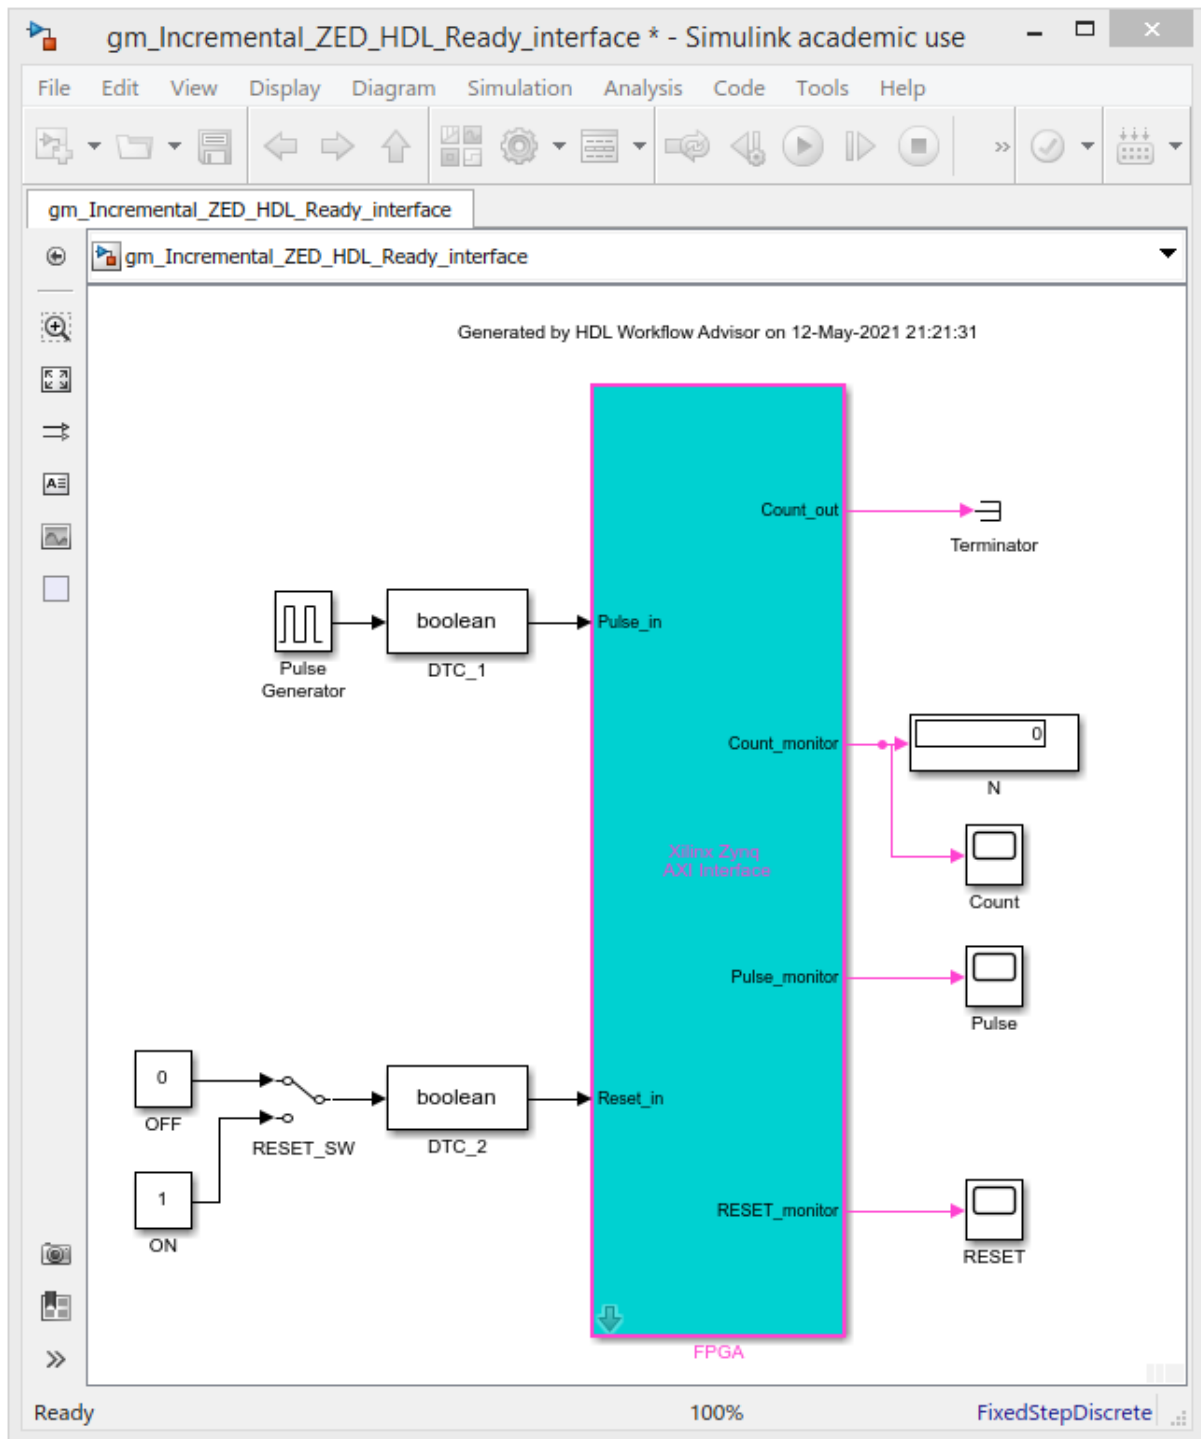 gm_Incremental_ZED_HDL_Ready_interface * - Simulink academic use
File Edit View Display Diagram Simulation Analysis Code Tools Help
gm_Incremental_ZED_HDL_Ready_interface
gm_Incremental_ZED_HDL_Ready_interface
Generated by HDL Workflow Advisor on 12-May-2021 21:21:31
Count_out
Terminator
boolean
Pulse_in
Pulse
Generator
DTC_1
Count_monitor
0
N
Xilinx Zynq
AXI Interface
Count
Pulse_monitor
Pulse
0
OFF
boolean
Reset_in
RESET_SW
DTC_2
1
ON
RESET_monitor
RESET
FPGA
Ready
100%
FixedStepDiscrete